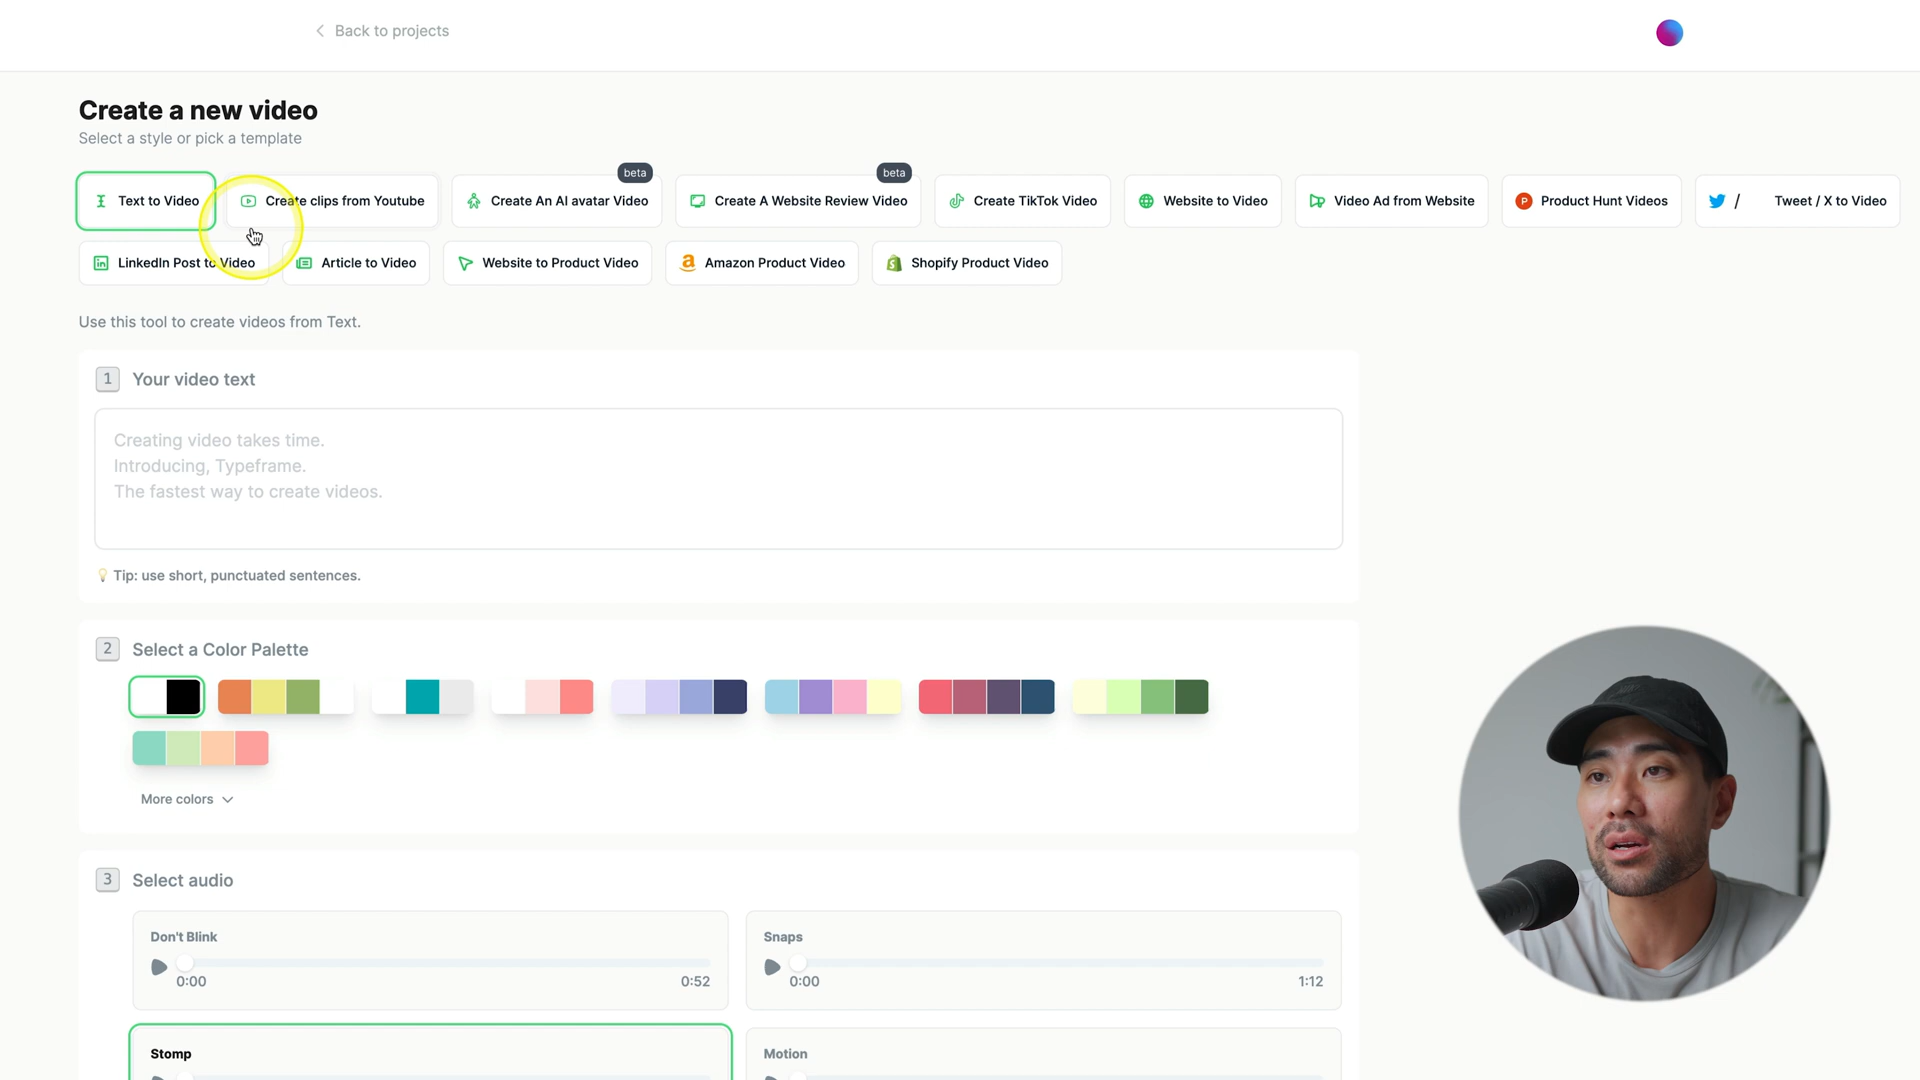 Back to projects
Create a new video
Select a style or pick a template
beta
beta
Text to Video
Create clips from Youtube
Create An AI avatar Video
Create A Website Review Video
Create TikTok Video
Website to Video
Video Ad from Website
Product Hunt Videos
/ Tweet / X to Video
LinkedIn Post to Video
Article to Video
Website to Product Video
Amazon Product Video
Shopify Product Video
Use this tool to create videos from Text.
1 Your video text
Creating video takes time.
Introducing, Typeframe.
The fastest way to create videos.
Tip: use short, punctuated sentences.
2 Select a Color Palette
More colors
3 Select audio
Don't Blink
0:00 0:52
Snaps
0:00 1:12
Stomp
Motion